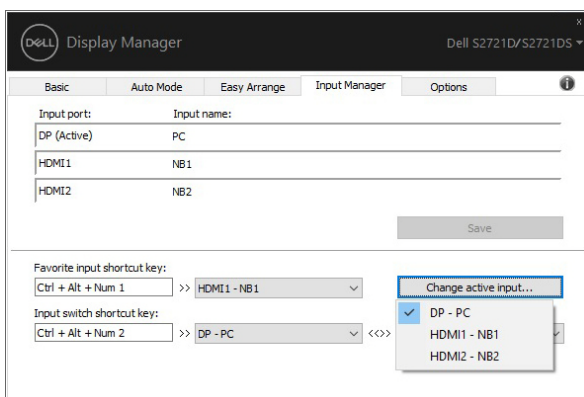 x
DELL Display Manager Dell S2721D/S2721DS
Basic Auto Mode Easy Arrange Input Manager Options
Input port: Input name:
DP (Active) PC
HDMI1 NB1
HDMI2 NB2
Save
Favorite input shortcut key:
Ctrl + Alt + Num 1 >> HDMI1 - NB1 Change active input...
Input switch shortcut key:
Ctrl + Alt + Num 2 >> DP - PC <<>>
DP - PC
HDMI1 - NB1
HDMI2 - NB2